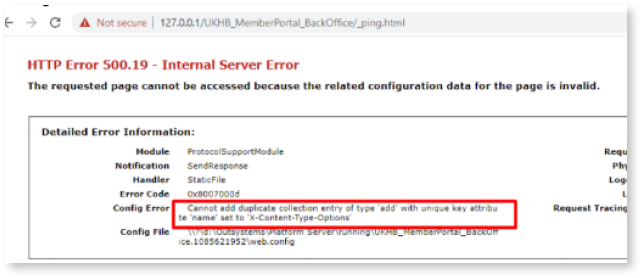 Not secure | 127.0.0.1/UKHB_MemberPortal_BackOffice/_ping.html
HTTP Error 500.19 - Internal Server Error
The requested page cannot be accessed because the related configuration data for the page is invalid.
Detailed Error Information:
Module ProtocolSupportModule Requ
Notification SendResponse Phy
Handler StaticFile Log
Error Code 0x8007000d L
Config Error Cannot add duplicate collection entry of type 'add' with unique key attribu Request Tracing
te 'name' set to 'X-Content-Type-Options'
Config File \\?\d:\Outsystems\Platform Server\running\UKHB_MemberPortal_BackOff
ice.1085621952\web.config